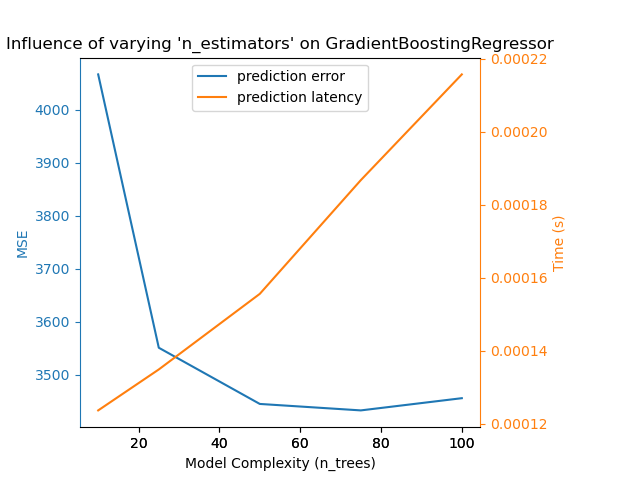 Influence of varying 'n_estimators' on GradientBoostingRegressor
prediction error
prediction latency
4000
3900
3800
3700
3600
3500
MSE
0.00022
0.00020
0.00018
0.00016
0.00014
0.00012
Time (s)
20
40
60
80
100
Model Complexity (n_trees)